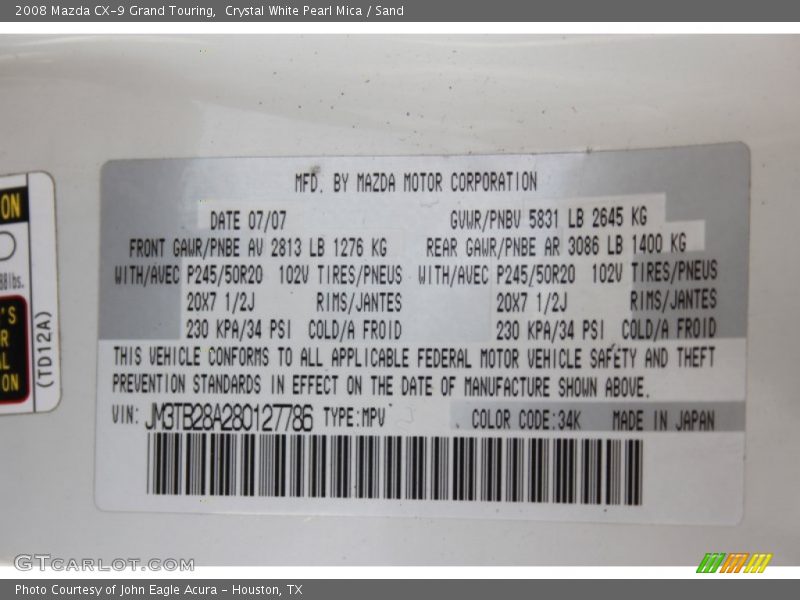 2008 Mazda CX-9 Grand Touring,  Crystal White Pearl Mica / Sand
MFD. BY MAZDA MOTOR CORPORATION
DATE 07/07 GVWR/PNBV 5831 LB 2645 KG
FRONT GAWR/PNBE AV 2813 LB 1276 KG REAR GAWR/PNBE AR 3086 LB 1400 KG
WITH/AVEC P245/50R20 102V TIRES/PNEUS WITH/AVEC P245/50R20 102V TIRES/PNEUS
20X7 1/2J RIMS/JANTES 20X7 1/2J RIMS/JANTES
230 KPA/34 PSI COLD/A FROID 230 KPA/34 PSI COLD/A FROID
THIS VEHICLE CONFORMS TO ALL APPLICABLE FEDERAL MOTOR VEHICLE SAFETY AND THEFT
PREVENTION STANDARDS IN EFFECT ON THE DATE OF MANUFACTURE SHOWN ABOVE.
VIN: JM3TB28A280127786 TYPE:MPV COLOR CODE:34K MADE IN JAPAN
ON
lbs.
'S
R
L
ON
(TD12A)
GTCARLOT.COM
Photo Courtesy of John Eagle Acura - Houston, TX